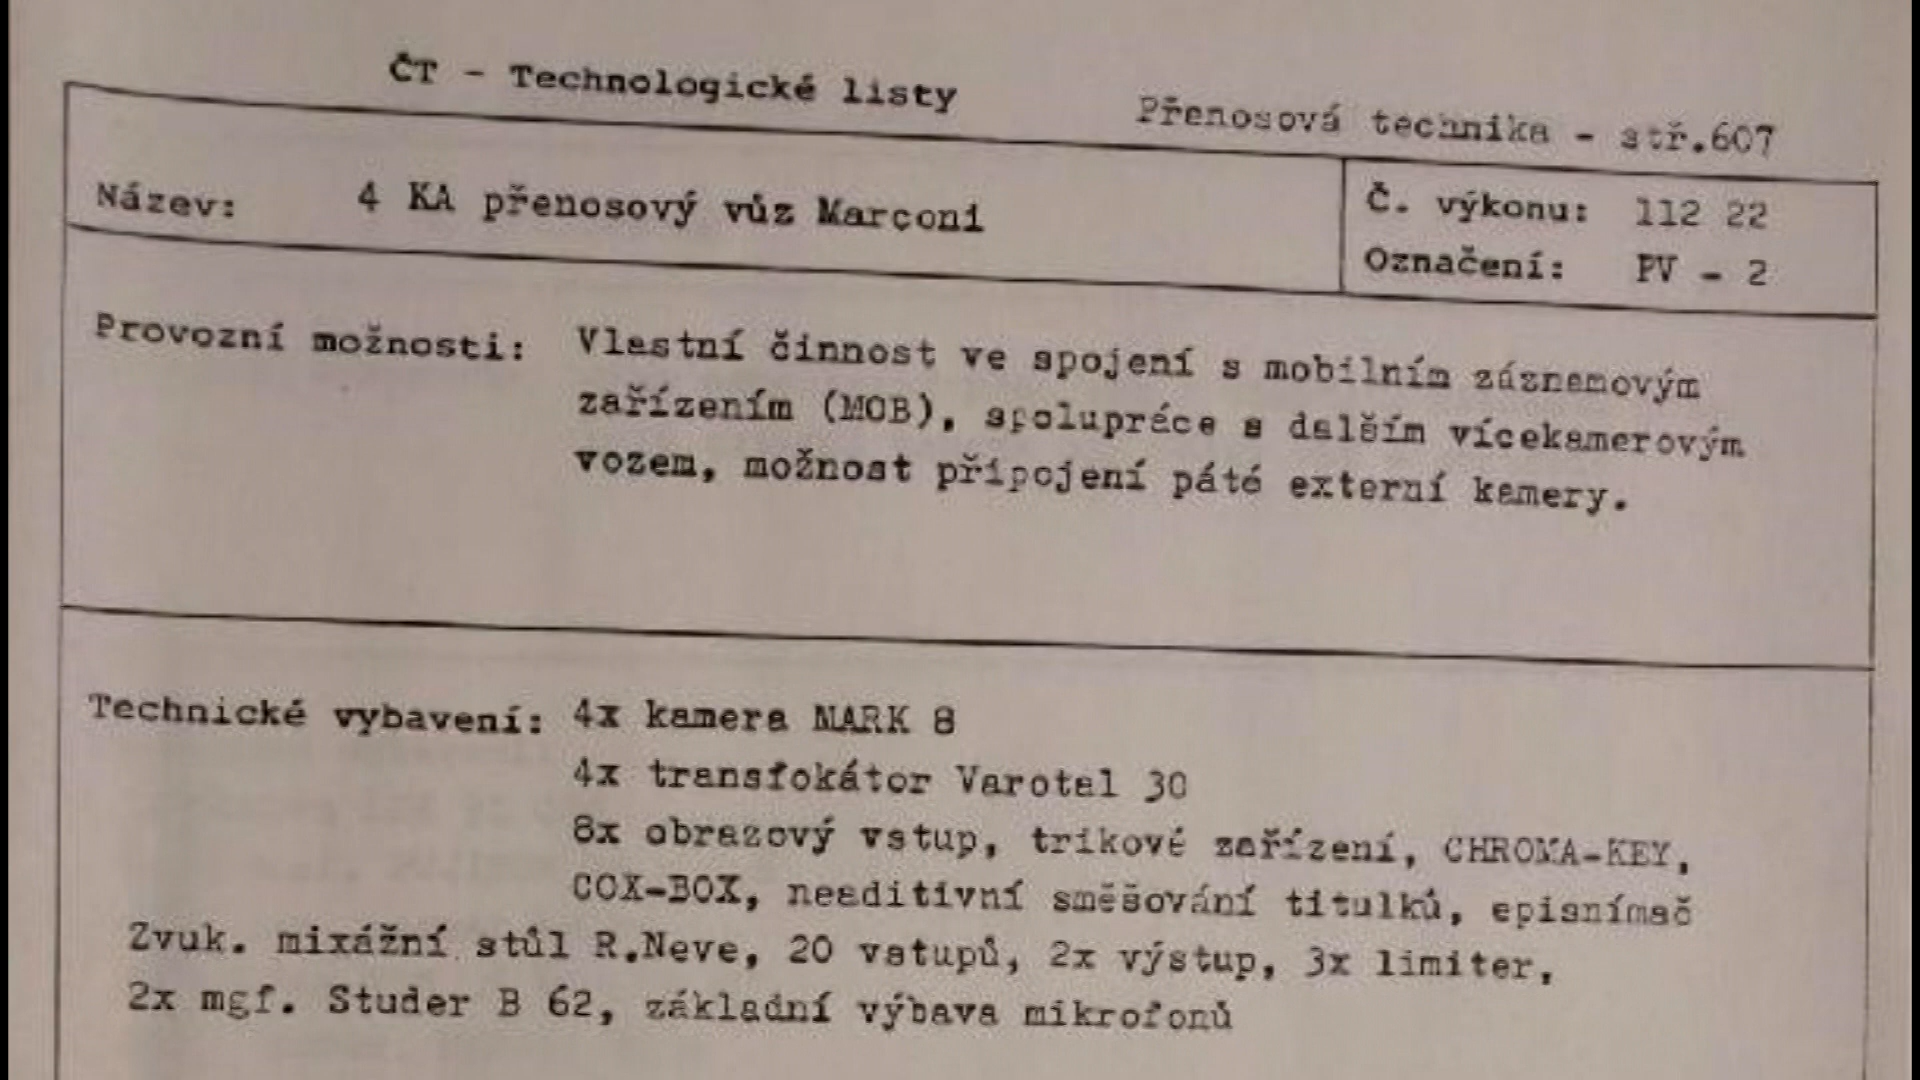 ČT - Technologické listy
Přenosová technika - stř.607
Název: 4 KA přenosový vůz Marconi
Č. výkonu: 112 22
Označení: PV - 2
Provozní možnosti: Vlastní činnost ve spojení s mobilním záznamovým
zařízením (MOB), spolupráce s dalším vícekamerovým
vozem, možnost připojení páté externí kamery.
Technické vybavení: 4x kamera MARK 8
4x transfokátor Varotal 30
8x obrazový vstup, trikové zařízení, CHROMA-KEY,
COX-BOX, neaditivní směšování titulků, episnímač
Zvuk. mixážní stůl R.Neve, 20 vstupů, 2x výstup, 3x limiter,
2x mgf. Studer B 62, základní výbava mikrofonů